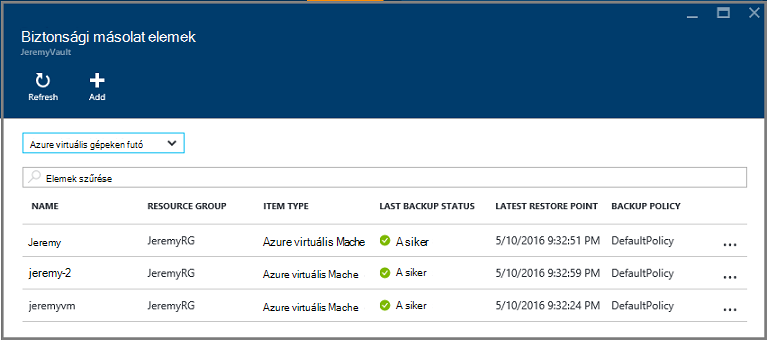 Biztonsági másolat elemek
JeremyVault
Refresh Add
Azure virtuális gépeken futó
Elemek szűrése
NAME RESOURCE GROUP ITEM TYPE LAST BACKUP STATUS LATEST RESTORE POINT BACKUP POLICY
Jeremy JeremyRG Azure virtuális Mache A siker 5/10/2016 9:32:51 PM DefaultPolicy ...
jeremy-2 JeremyRG Azure virtuális Mache A siker 5/10/2016 9:32:59 PM DefaultPolicy ...
jeremyvm JeremyRG Azure virtuális Mache A siker 5/10/2016 9:32:24 PM DefaultPolicy ...